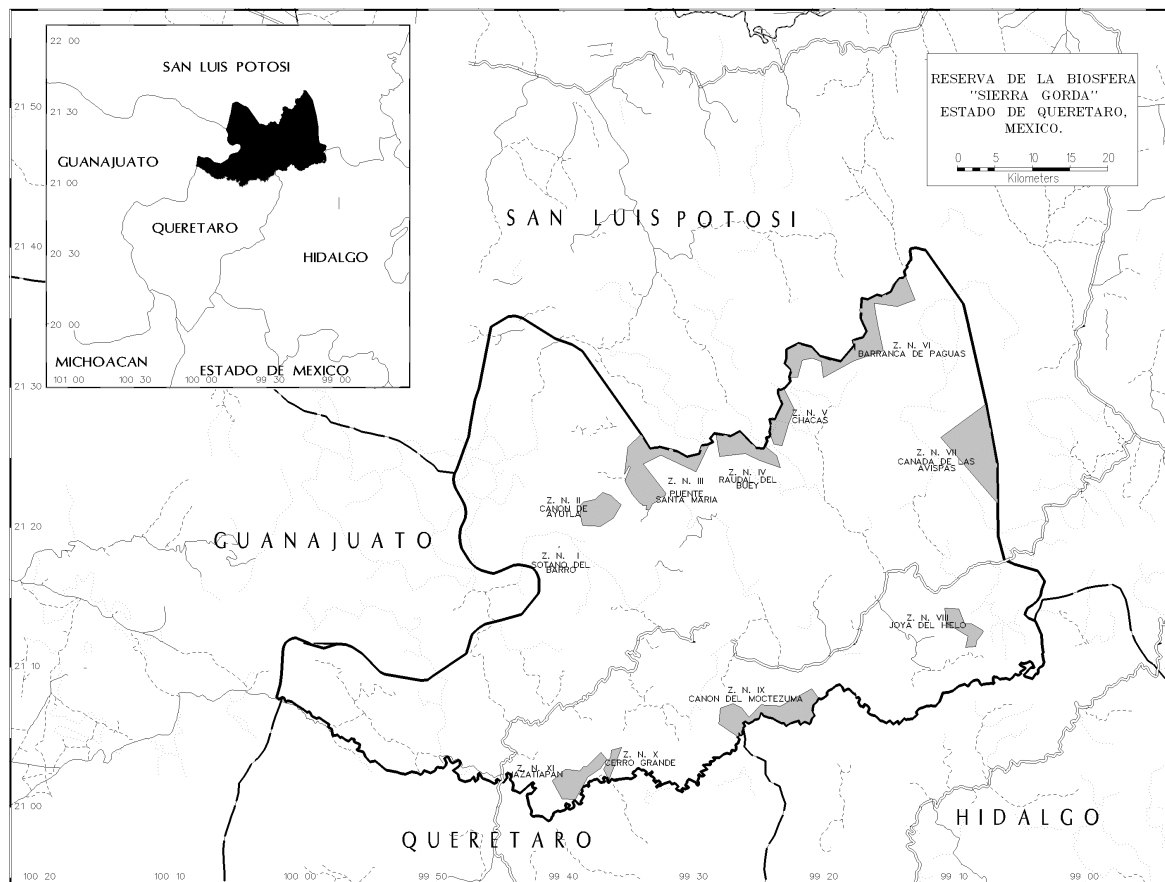 22 00
SAN LUIS POTOSI
21 30
GUANAJUATO
21 00
QUERETARO
20 30
HIDALGO
20 00
MICHOACAN
ESTADO DE MEXICO
101 00
100 30
100 00
99 30
99 00
RESERVA DE LA BIOSFERA
"SIERRA GORDA"
ESTADO DE QUERETARO,
MEXICO.
0 5 10 15 20
Kilometers
21 50
SAN LUIS POTOSI
21 40
Z. N. VI
BARRANCA DE PAGUAS
21 30
Z. N. V
CHACAS
Z. N. VII
CANADA DE LAS
AVISPAS
Z. N. IV
RAUDAL DEL
BUEY
Z. N. III
PUENTE
SANTA MARIA
Z. N. II
CANON DE
AYUTLA
21 20
GUANAJUATO
Z. N. I
SOTANO DEL
BARRO
Z. N. VIII
JOYA DEL HIELO
21 10
Z. N. IX
CANON DEL MOCTEZUMA
Z. N. X
CERRO GRANDE
Z. N. XI
MAZATIAPAN
21 00
QUERETARO
HIDALGO
100 20
100 10
100 00
99 50
99 40
99 30
99 20
99 10
99 00